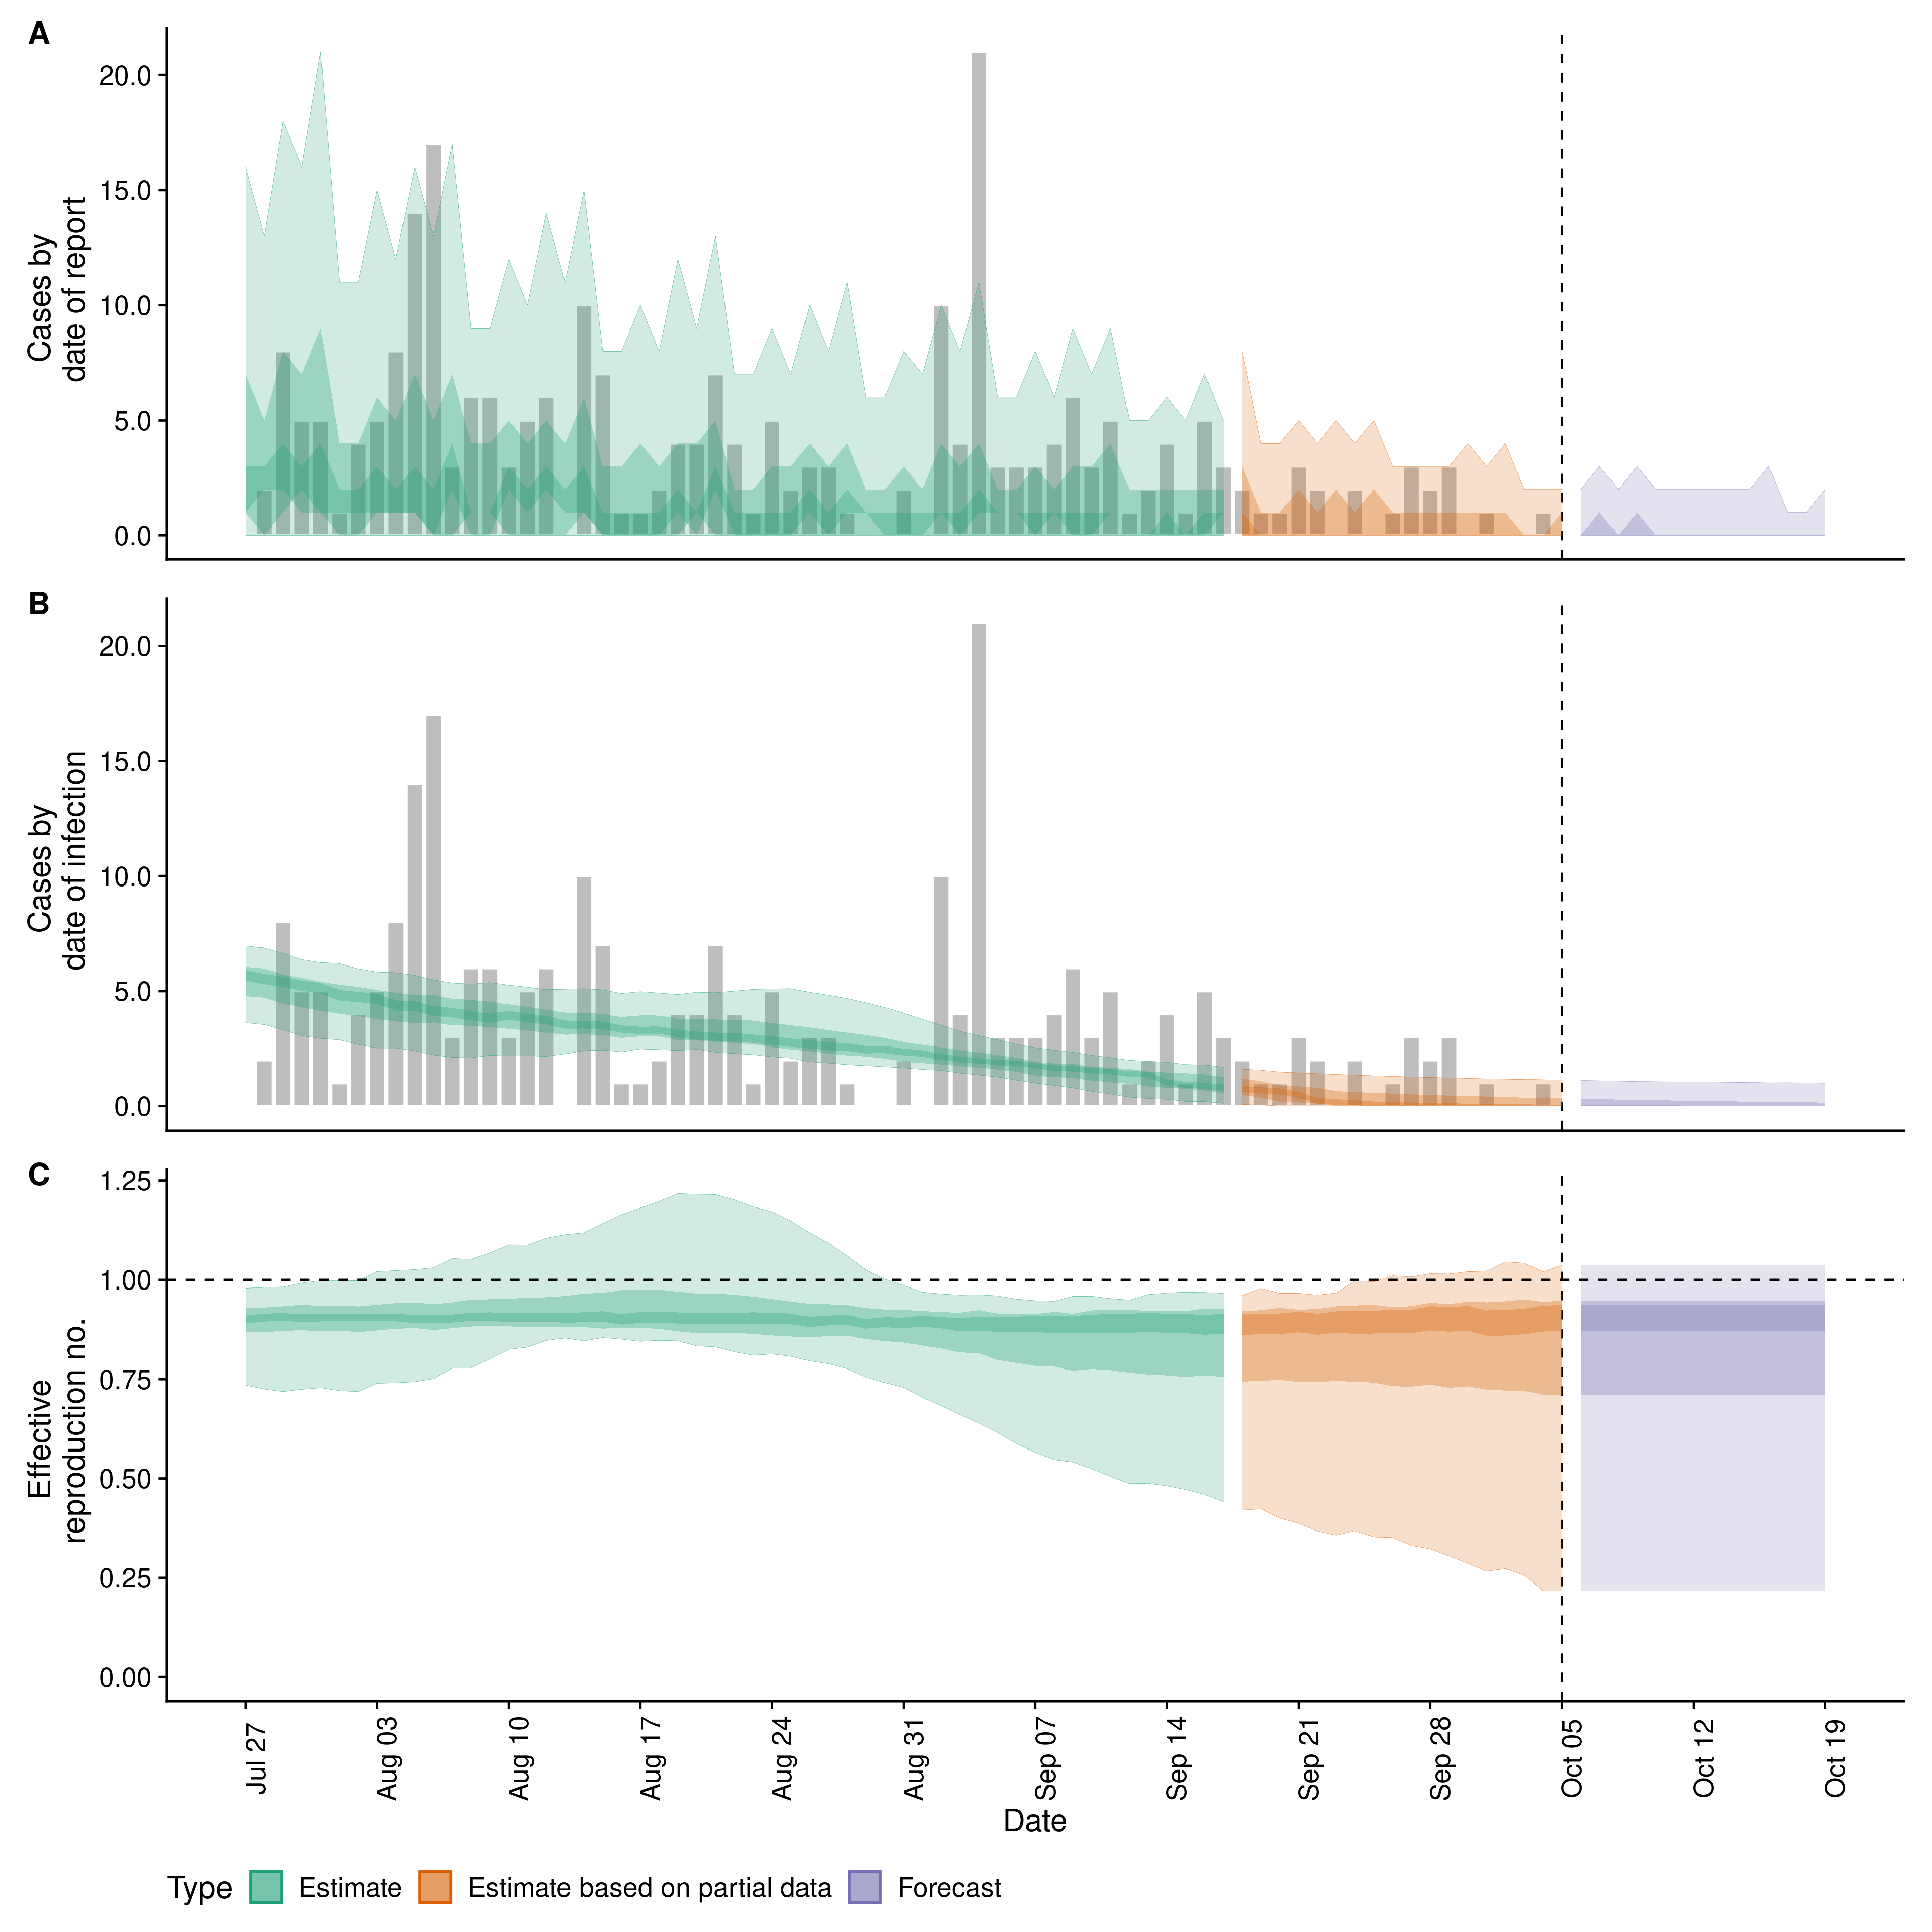 A
20.0
15.0
10.0
5.0
0.0
Cases by
date of report
B
20.0
15.0
10.0
5.0
0.0
Cases by
date of infection
C
1.25
1.00
0.75
0.50
0.25
0.00
Effective
reproduction no.
Jul 27
Aug 03
Aug 10
Aug 17
Aug 24
Aug 31
Sep 07
Sep 14
Sep 21
Sep 28
Oct 05
Oct 12
Oct 19
Date
Type Estimate Estimate based on partial data Forecast